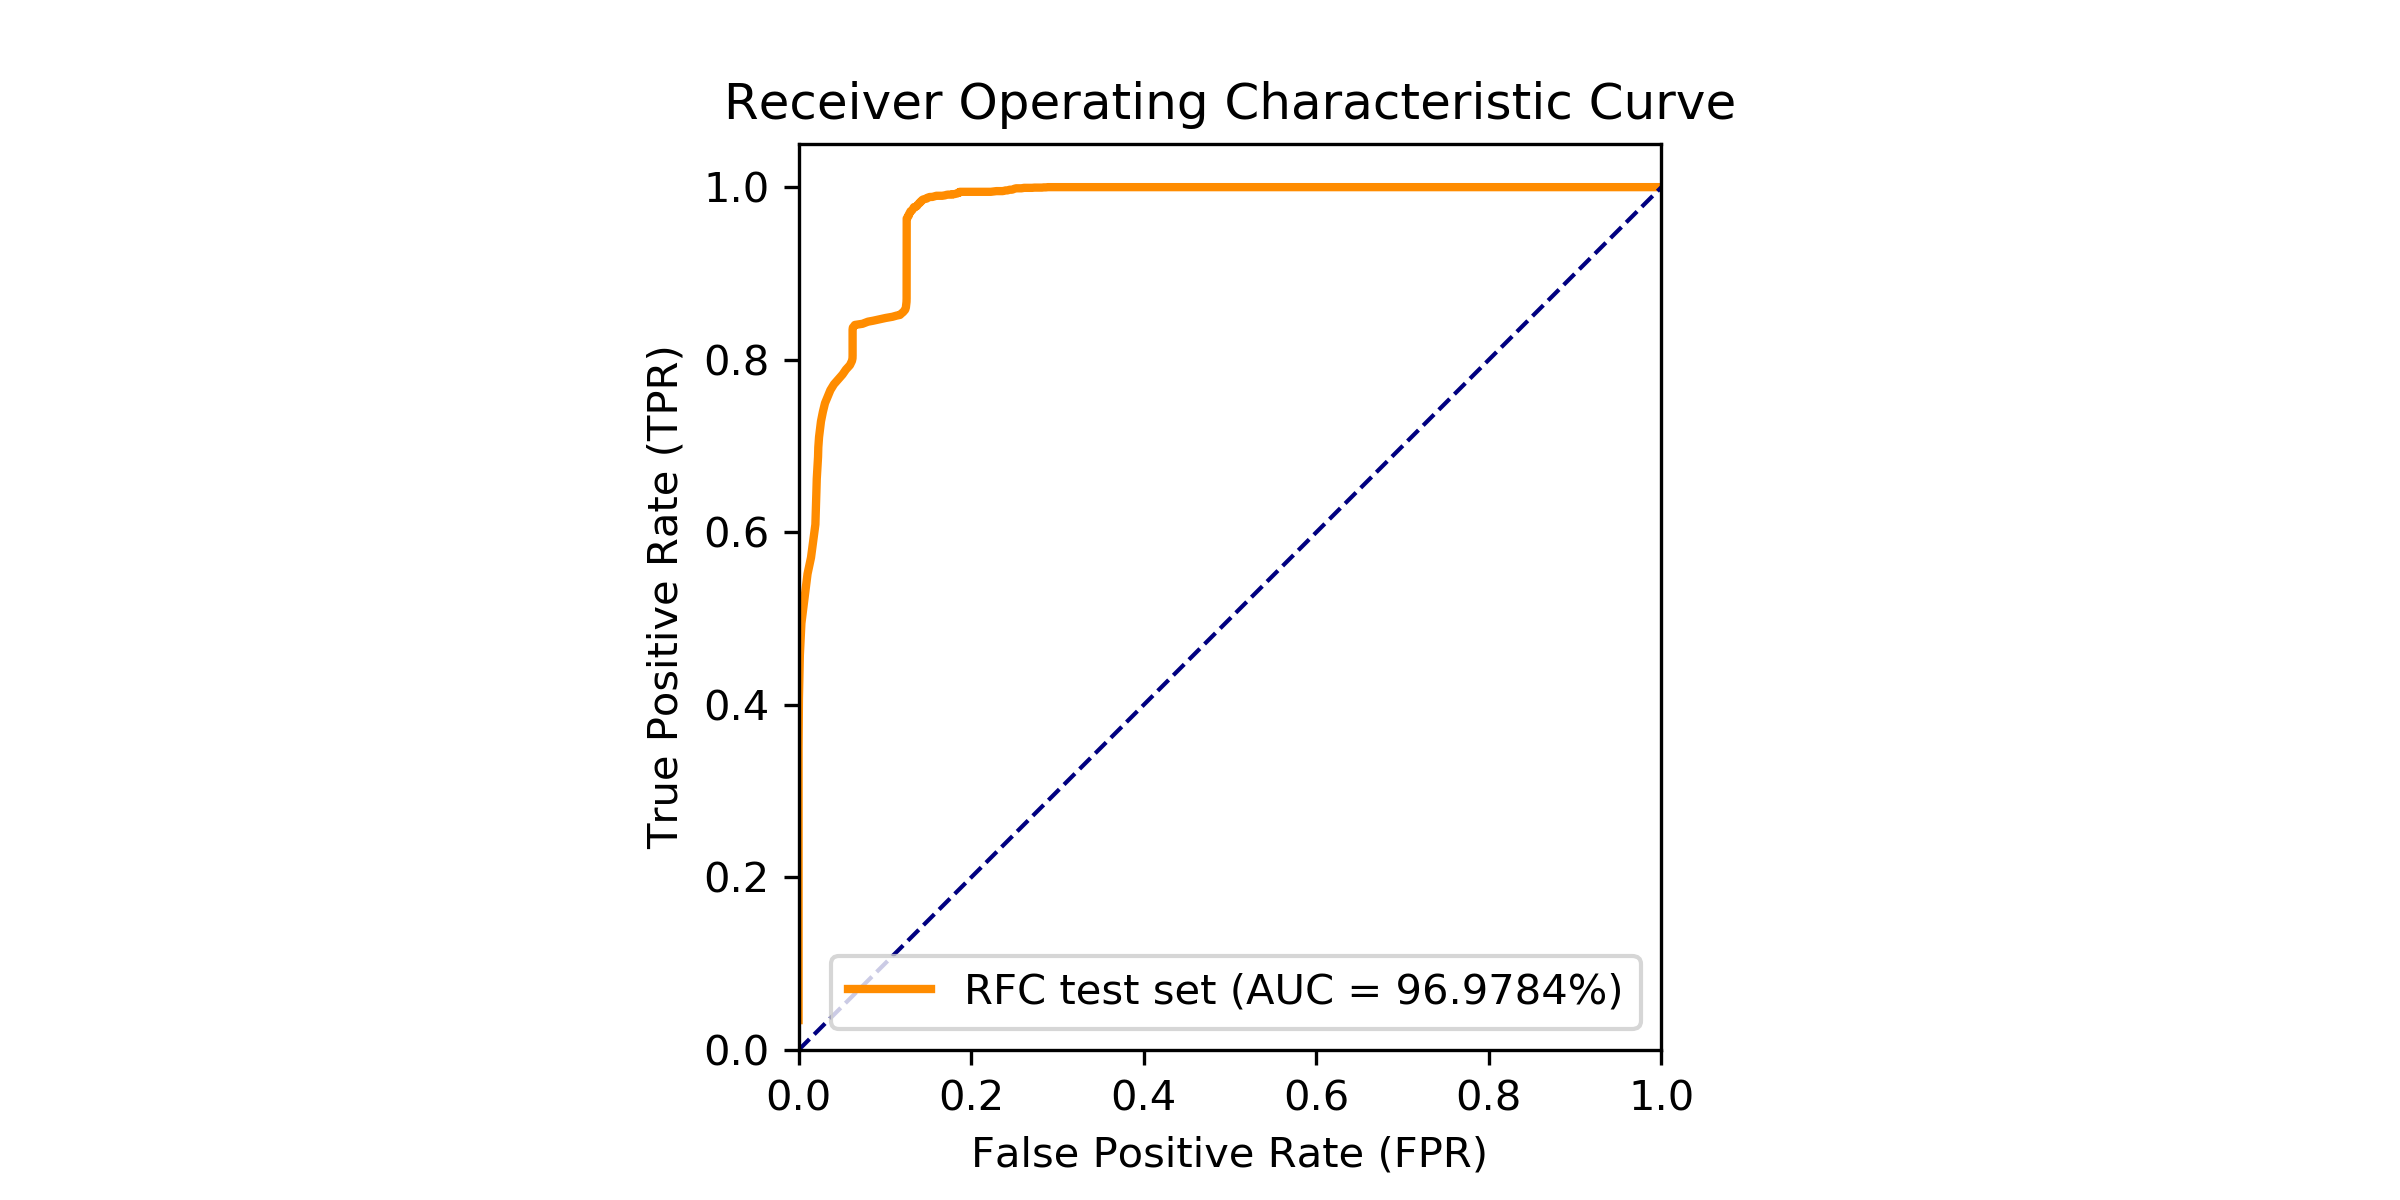 Receiver Operating Characteristic Curve
True Positive Rate (TPR)
1.0
0.8
0.6
0.4
0.2
0.0
RFC test set (AUC = 96.9784%)
0.0 0.2 0.4 0.6 0.8 1.0
False Positive Rate (FPR)